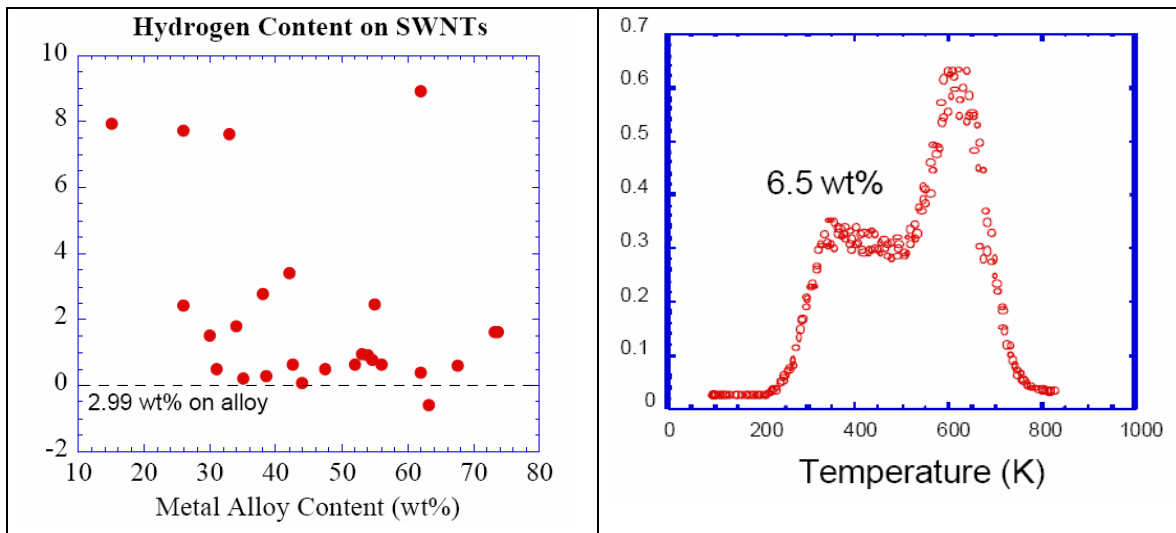 Hydrogen Content on SWNTs
10
8
6
4
2
0
-2
2.99 wt% on alloy
10 20 30 40 50 60 70 80
Metal Alloy Content (wt%)
0.7
0.6
0.5
0.4
0.3
0.2
0.1
0
6.5 wt%
0 200 400 600 800 1000
Temperature (K)